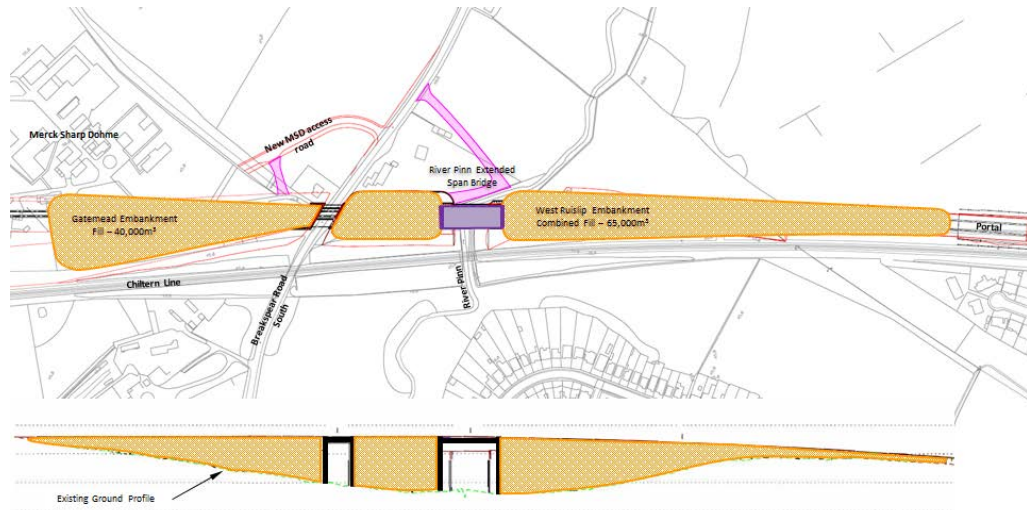 Merck Sharp Dohme
New MSD access
road
River Pinn Extended
Span Bridge
Gatemead Embankment
Fill – 40,000m³
West Ruislip Embankment
Combined Fill – 65,000m³
Portal
Chiltern Line
Breakspear Road
South
River Pinn
Existing Ground Profile